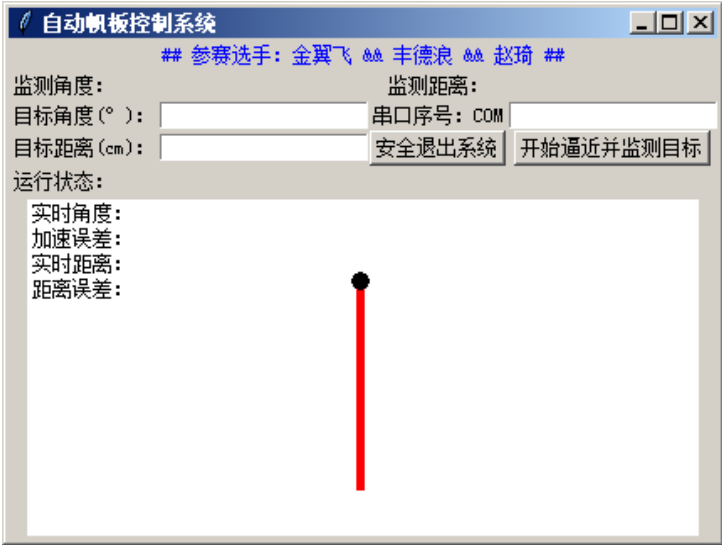 自动帆板控制系统
## 参赛选手: 金翼飞 && 丰德浪 && 赵琦 ##
监测角度: 监测距离:
目标角度(° ): 串口序号: COM
目标距离(cm): 安全退出系统 开始逼近并监测目标
运行状态:
实时角度:
加速误差:
实时距离:
距离误差: